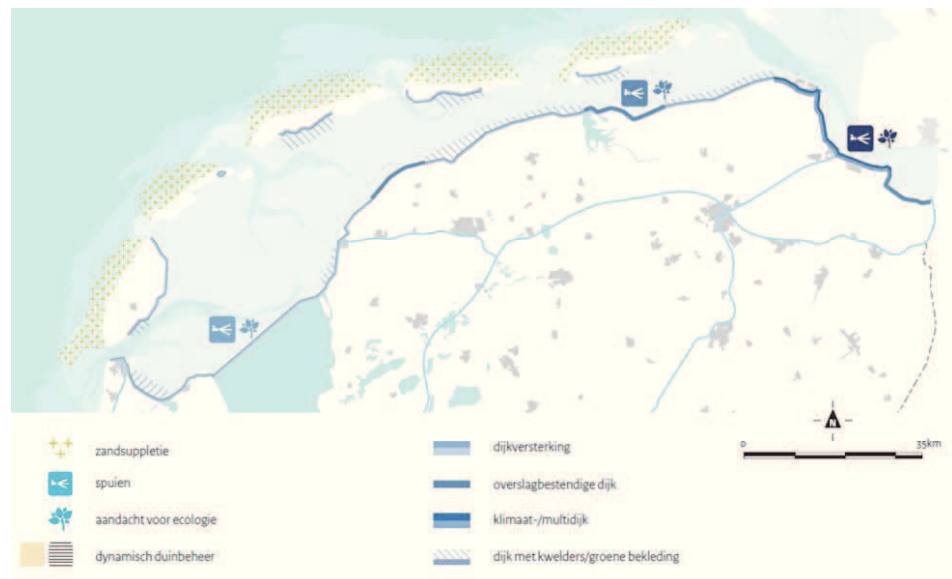 zandsuppletie
spuien
aandacht voor ecologie
dynamisch duinbeheer
dijkversterking
overslagbestendige dijk
klimaat-/multidijk
dijk met kwelders/groene bekleding
N
0 35km